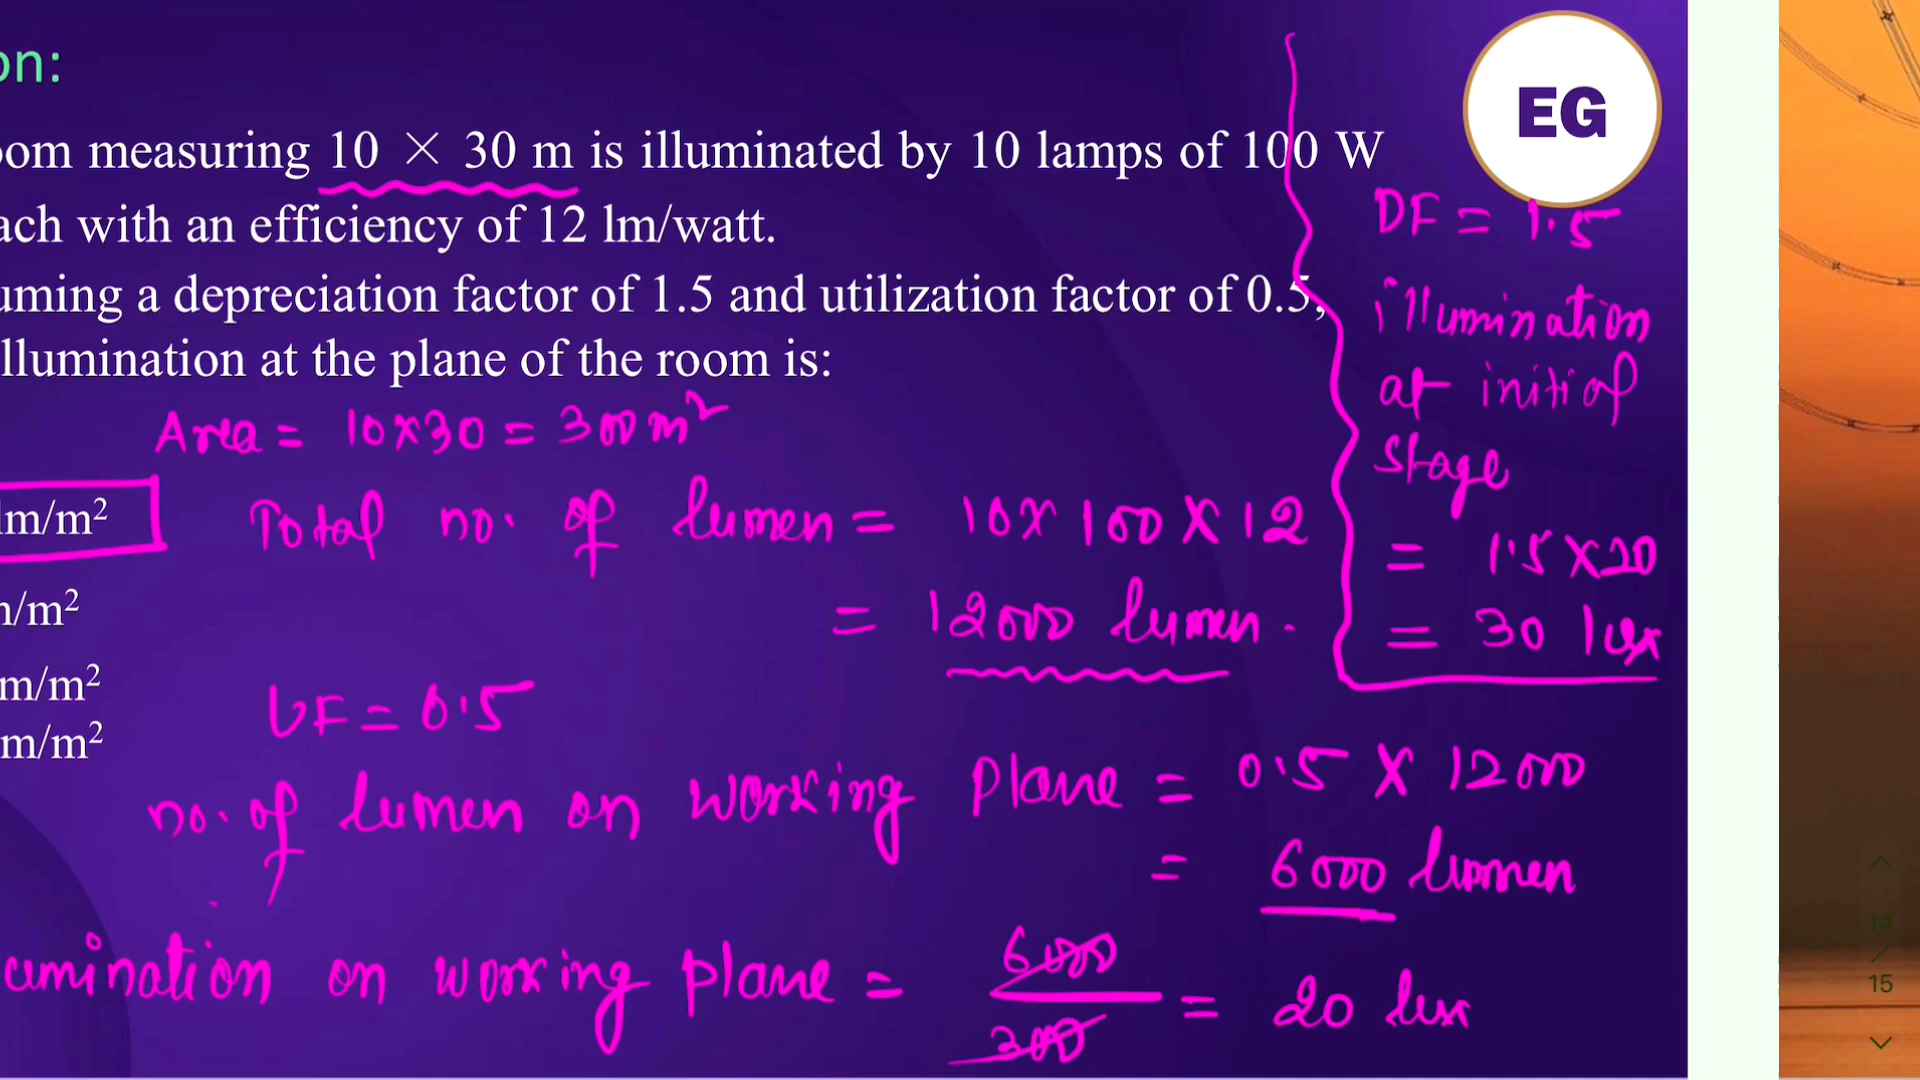 on:
EG
oom measuring 10 × 30 m is illuminated by 10 lamps of 100 W
ach with an efficiency of 12 lm/watt.
uming a depreciation factor of 1.5 and utilization factor of 0.5,
llumination at the plane of the room is:
Area = 10x30 = 300 m²
lm/m²
Total no. of lumen = 10 x 100 x 12
= 12000 lumen.
n/m²
m/m²
m/m²
UF = 0.5
no. of lumen on working plane = 0.5 x 12000
= 6000 lumen
umination on working plane = 6000/300 = 20 lux
DF = 1.5
illumination
at initial
stage
= 1.5 x 20
= 30 lux
14
/
15